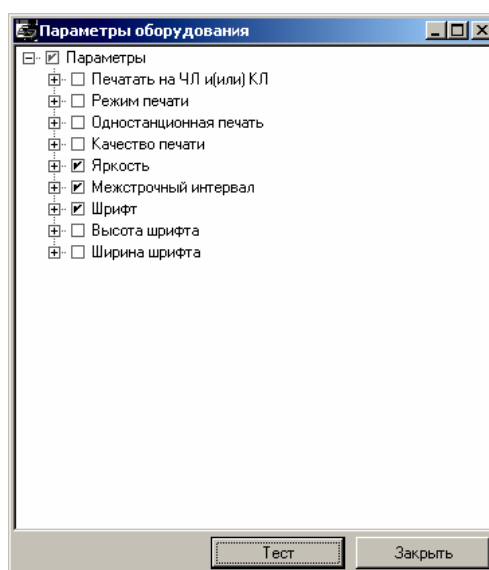 Параметры оборудования
Параметры
Печатать на ЧЛ и(или) КЛ
Режим печати
Одностанционная печать
Качество печати
Яркость
Межстрочный интервал
Шрифт
Высота шрифта
Ширина шрифта
Тест
Закрыть